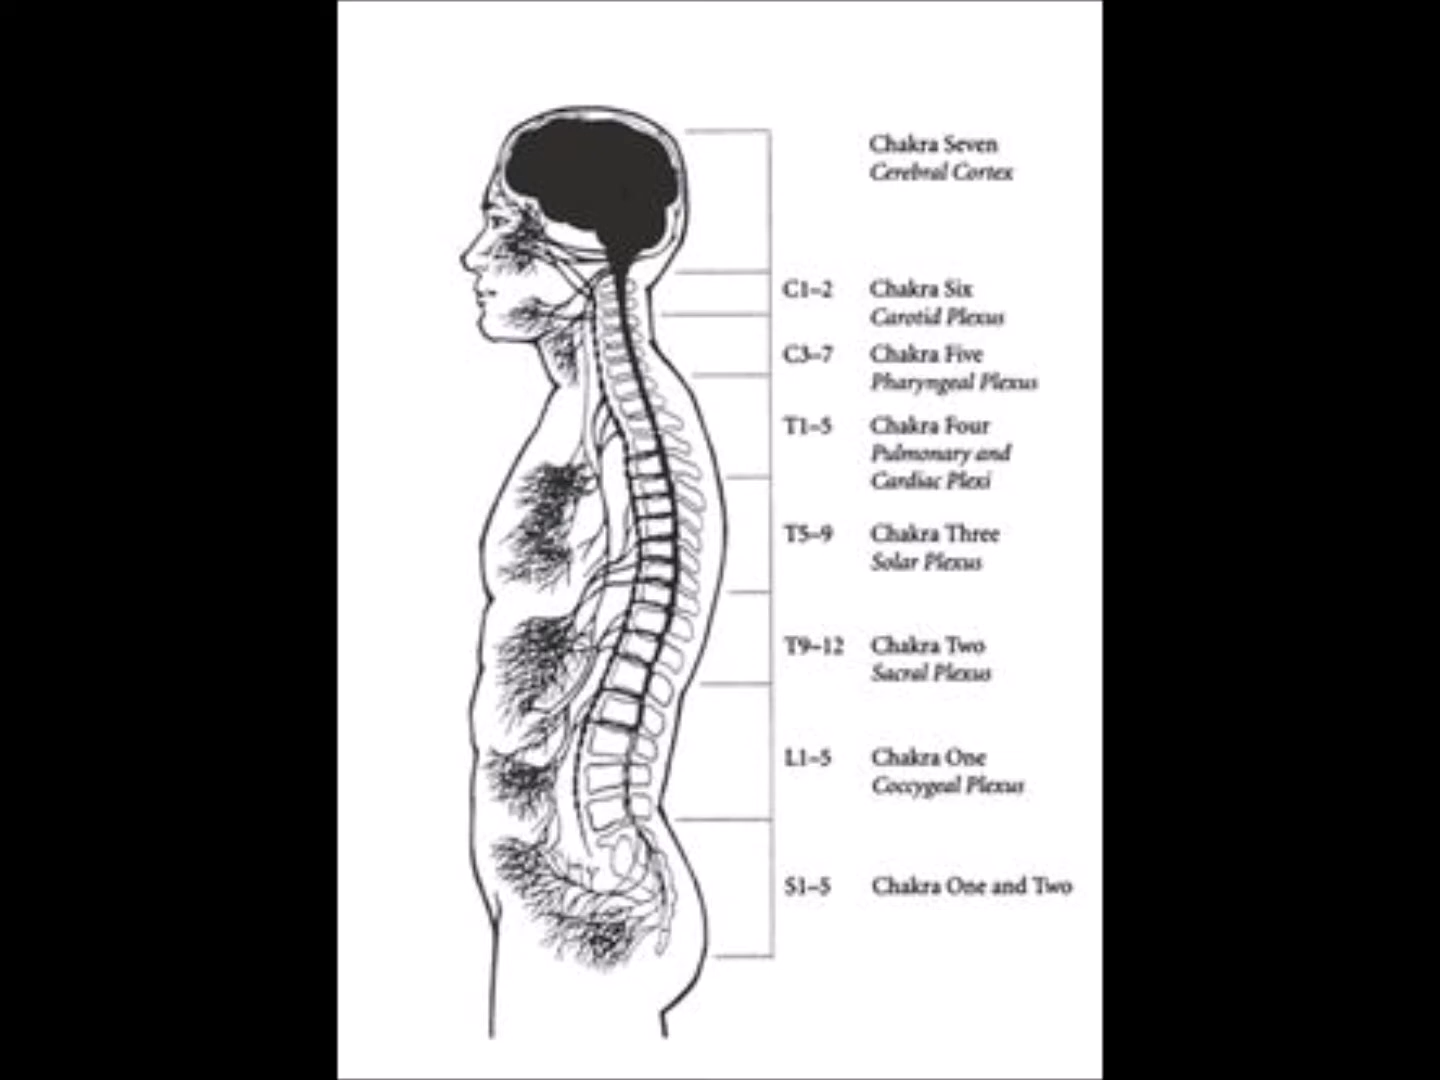 Chakra Seven
Cerebral Cortex
C1–2 Chakra Six
Carotid Plexus
C3–7 Chakra Five
Pharyngeal Plexus
T1–5 Chakra Four
Pulmonary and
Cardiac Plexi
T5–9 Chakra Three
Solar Plexus
T9–12 Chakra Two
Sacral Plexus
L1–5 Chakra One
Coccygeal Plexus
S1–5 Chakra One and Two